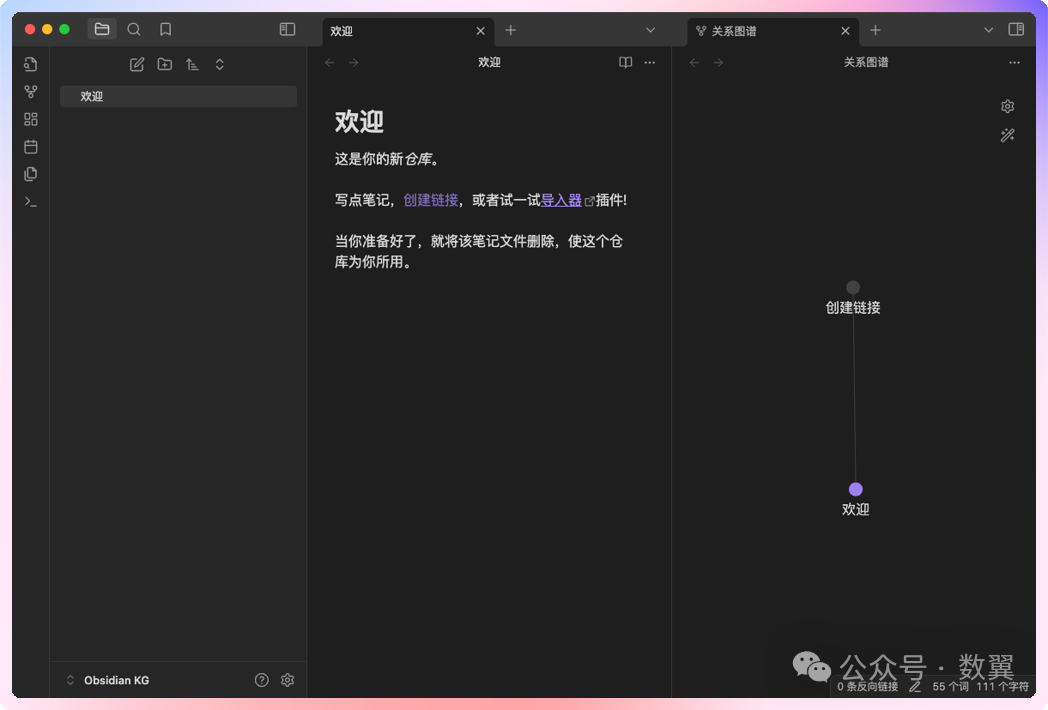 欢迎
关系图谱
欢迎
关系图谱
欢迎
欢迎
这是你的新仓库。
写点笔记，创建链接，或者试一试导入器插件!
当你准备好了，就将该笔记文件删除，使这个仓
库为你所用。
创建链接
欢迎
Obsidian KG
公众号 · 数翼
0 条反向链接 55 个词 111 个字符